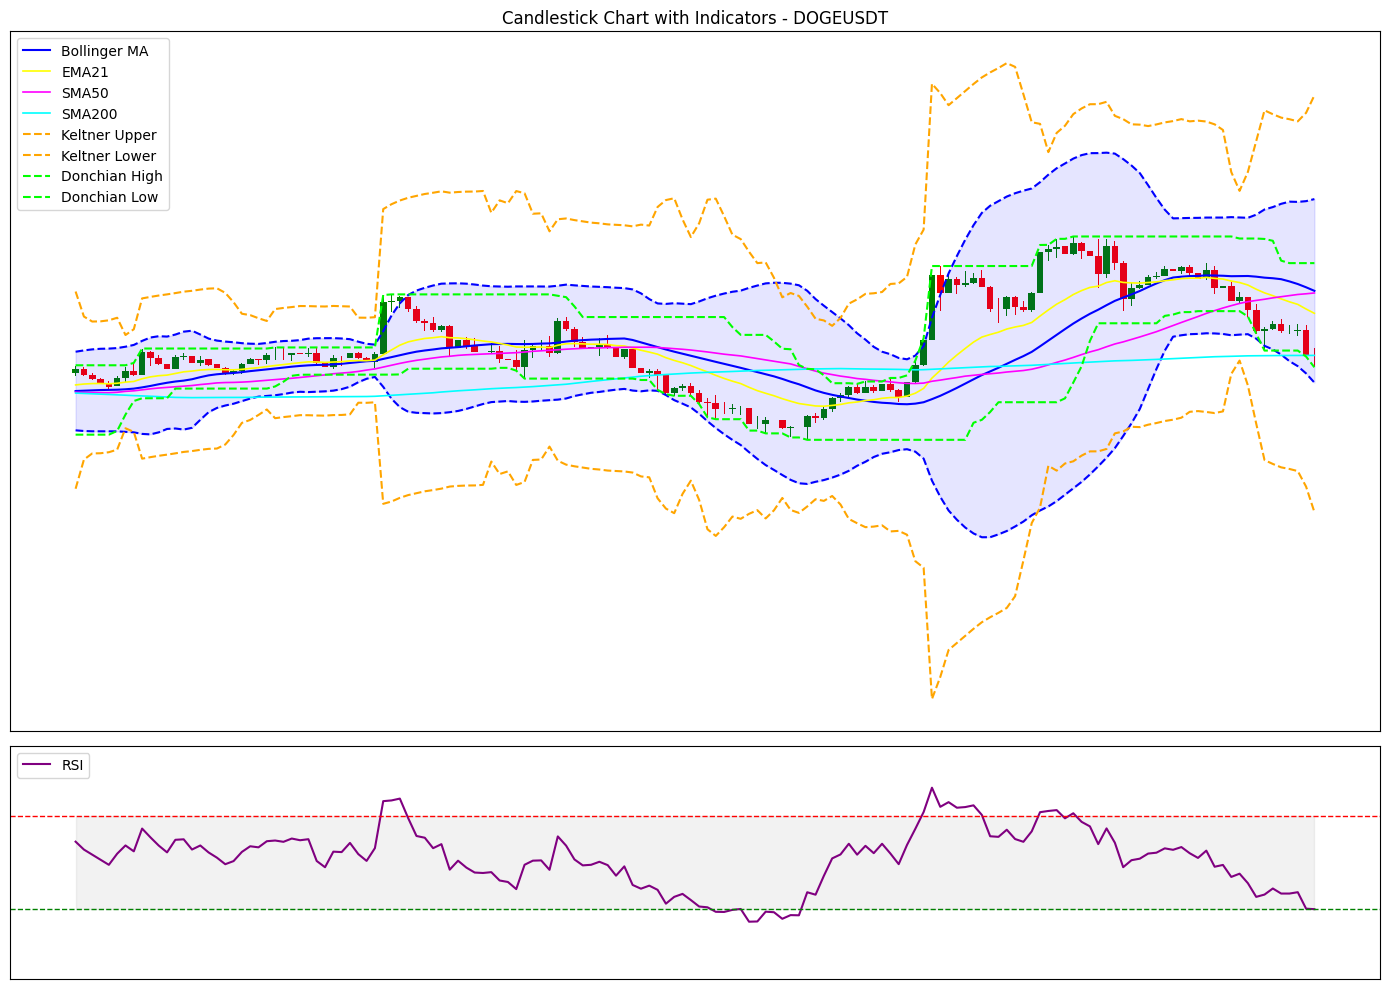 Candlestick Chart with Indicators - DOGEUSDT
Bollinger MA
EMA21
SMA50
SMA200
Keltner Upper
Keltner Lower
Donchian High
Donchian Low
RSI